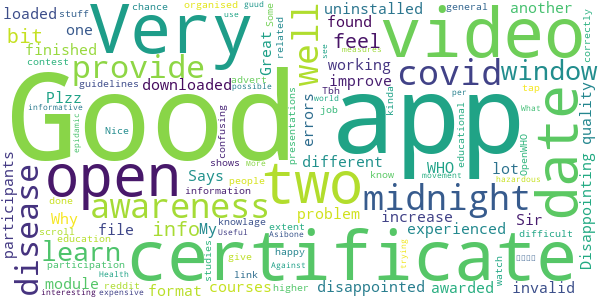 loaded stuff organised chance use guud
Very
Great Some
related
uninstalled another
found general
video
bit one
finished
contest
provide
guidelines
Plzz
downloaded advert
possible
informative
epidamic
well
feel
working see measures
improve
Tbh world
kinda
job
covid
window
correctly
per tap
What
Good app
Nice
confusing
presentations
errors
educational
OpenWHO
date
Disappointing quality
participants
disease
open
shows
Says
information
two
different WHO lot
people know movement More
midnight
hazardous
awareness
knowlage
My
Useful Asibone
extent
problem increase Sir
experienced difficult
Why done file info
scroll
learn education
participation
module Health reddit
interesting expensive
format
courses
studies
give
link
higher
Against
happy
certificate
trying
disappointed awarded
watch
invalid